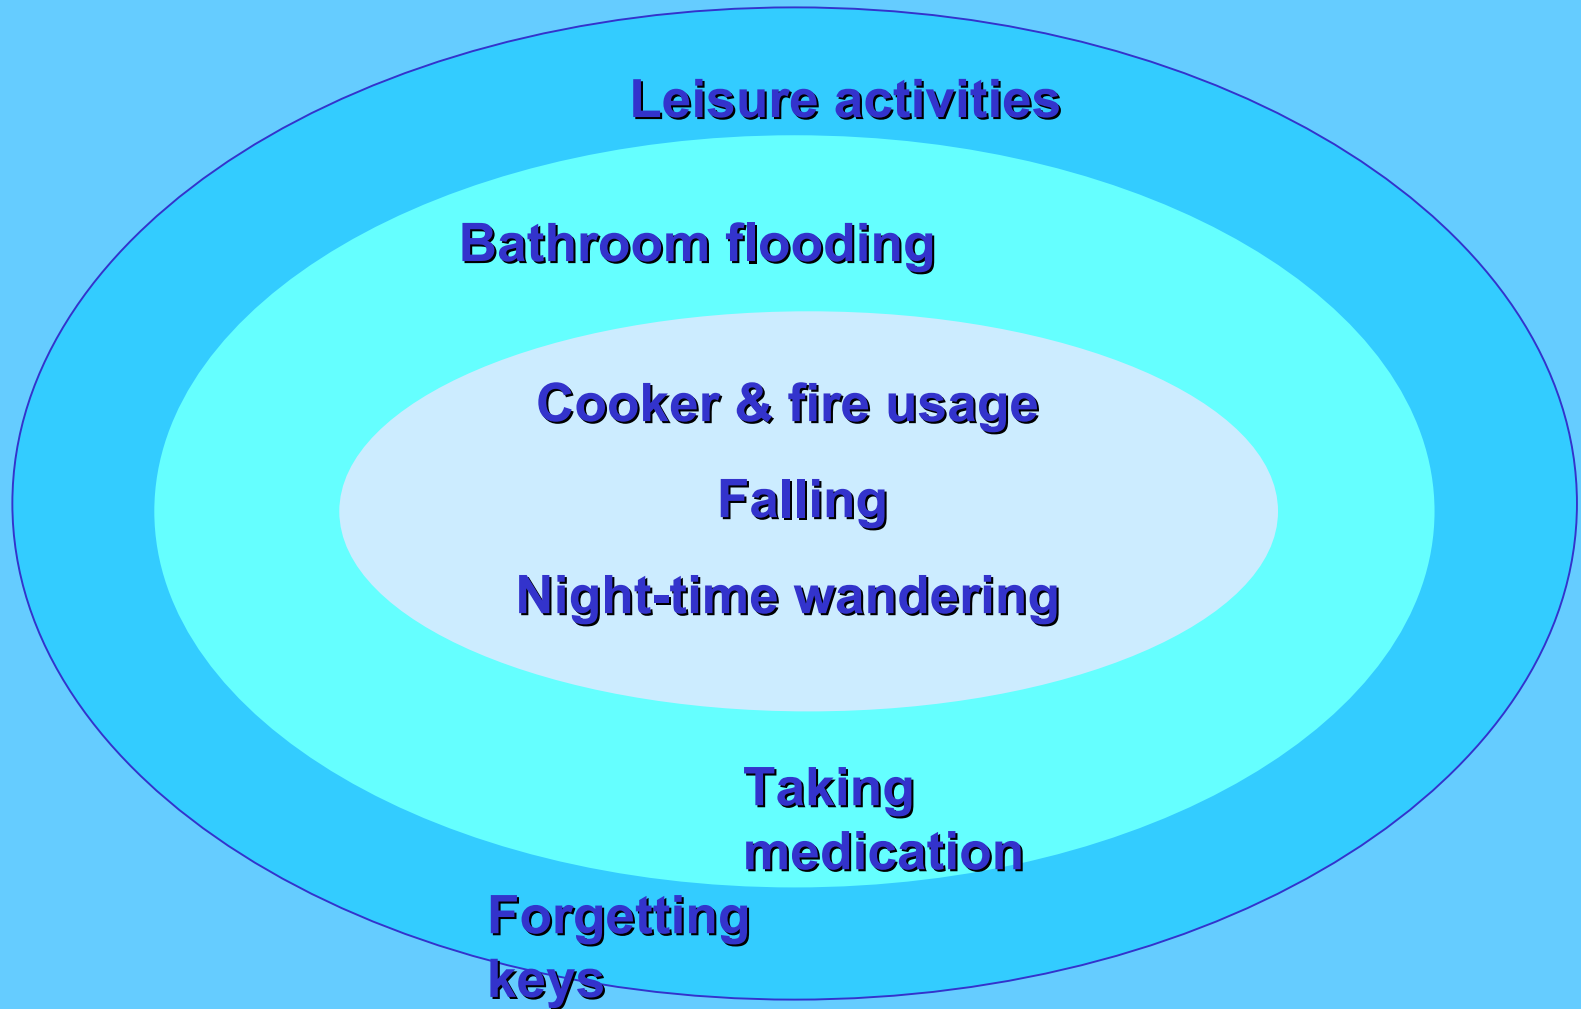 Leisure activities
Bathroom flooding
Cooker & fire usage
Falling
Night-time wandering
Taking
medication
Forgetting
keys